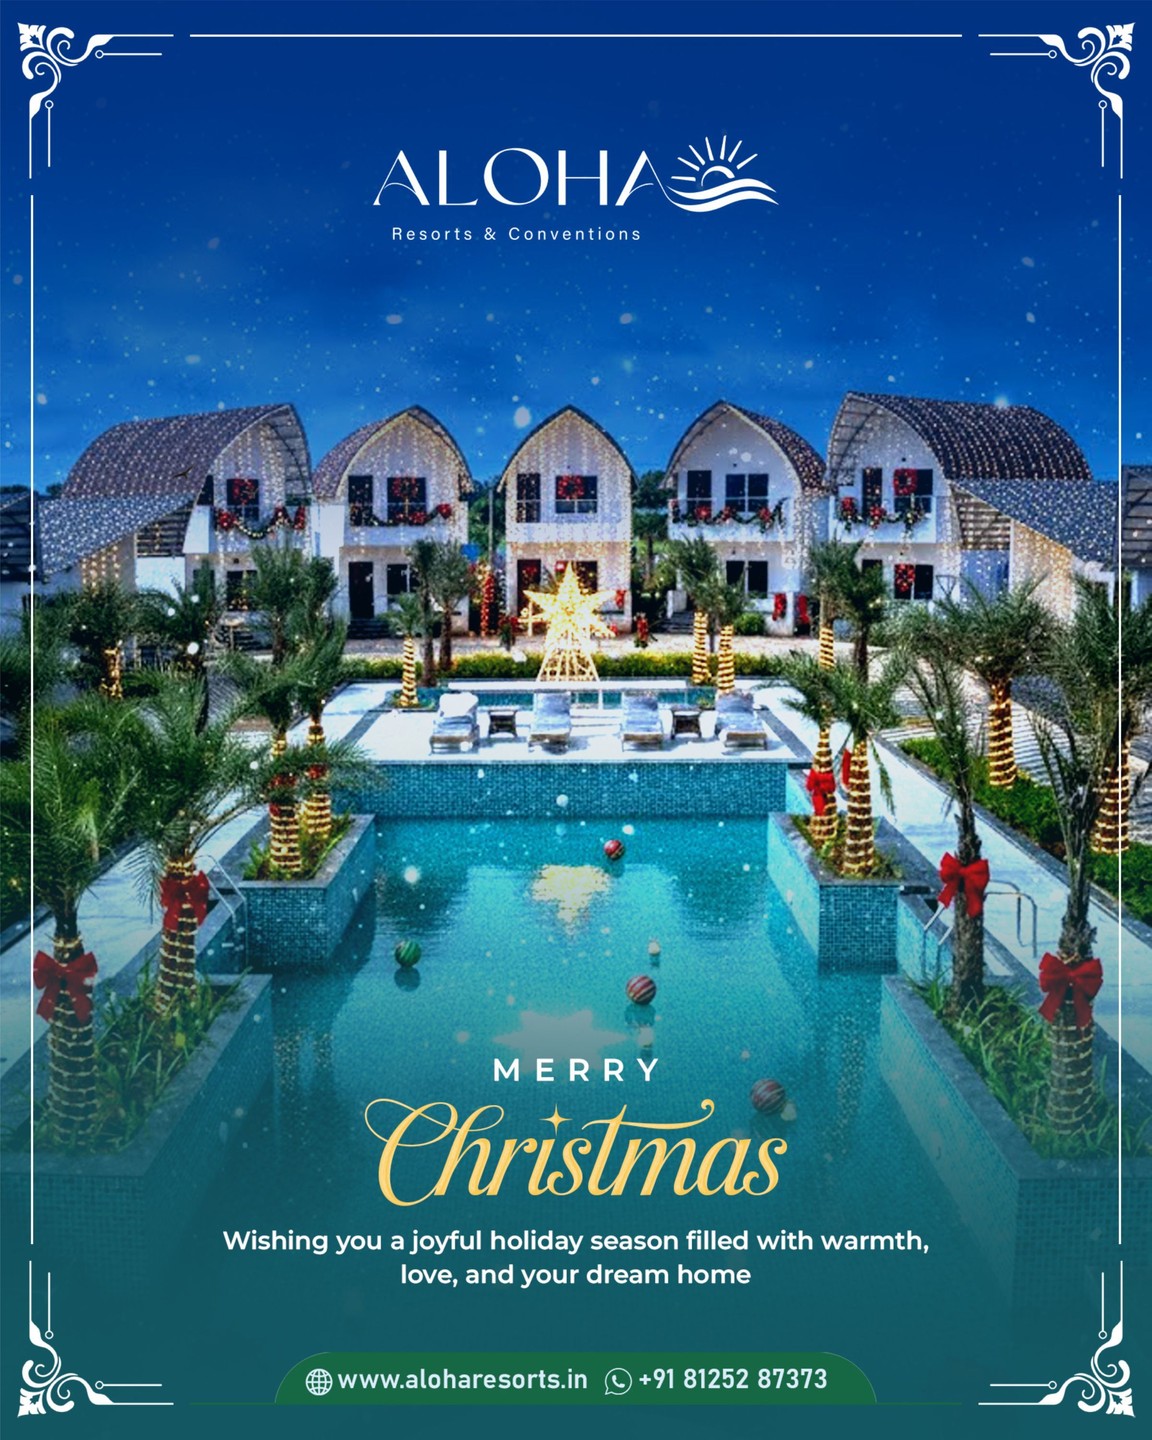 ALOHA
Resorts & Conventions
MERRY
Christmas
Wishing you a joyful holiday season filled with warmth,
love, and your dream home
www.aloharesorts.in +91 81252 87373